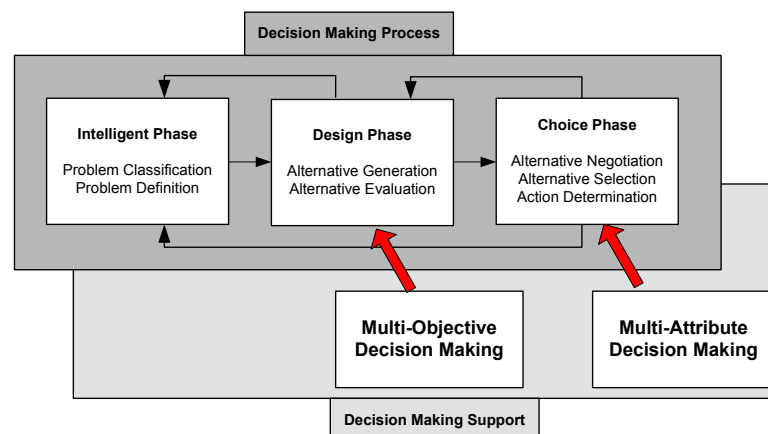 Decision Making Process
Intelligent Phase
Problem Classification
Problem Definition
Design Phase
Alternative Generation
Alternative Evaluation
Choice Phase
Alternative Negotiation
Alternative Selection
Action Determination
Multi-Objective
Decision Making
Multi-Attribute
Decision Making
Decision Making Support